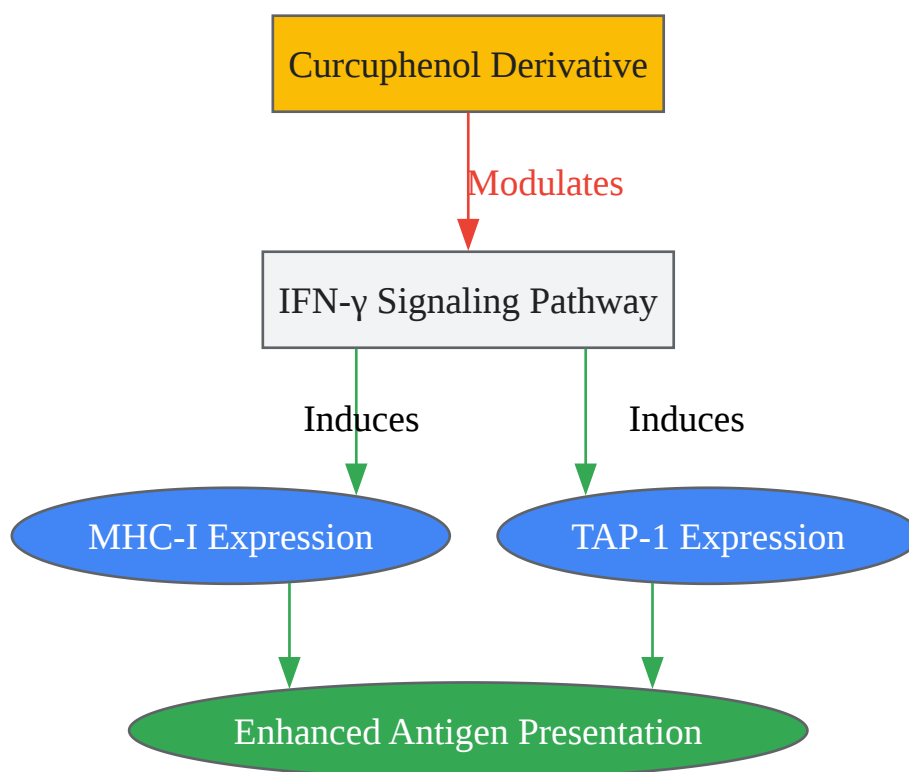 Curcuphenol Derivative
Modulates
IFN-γ Signaling Pathway
Induces
Induces
MHC-I Expression
TAP-1 Expression
Enhanced Antigen Presentation